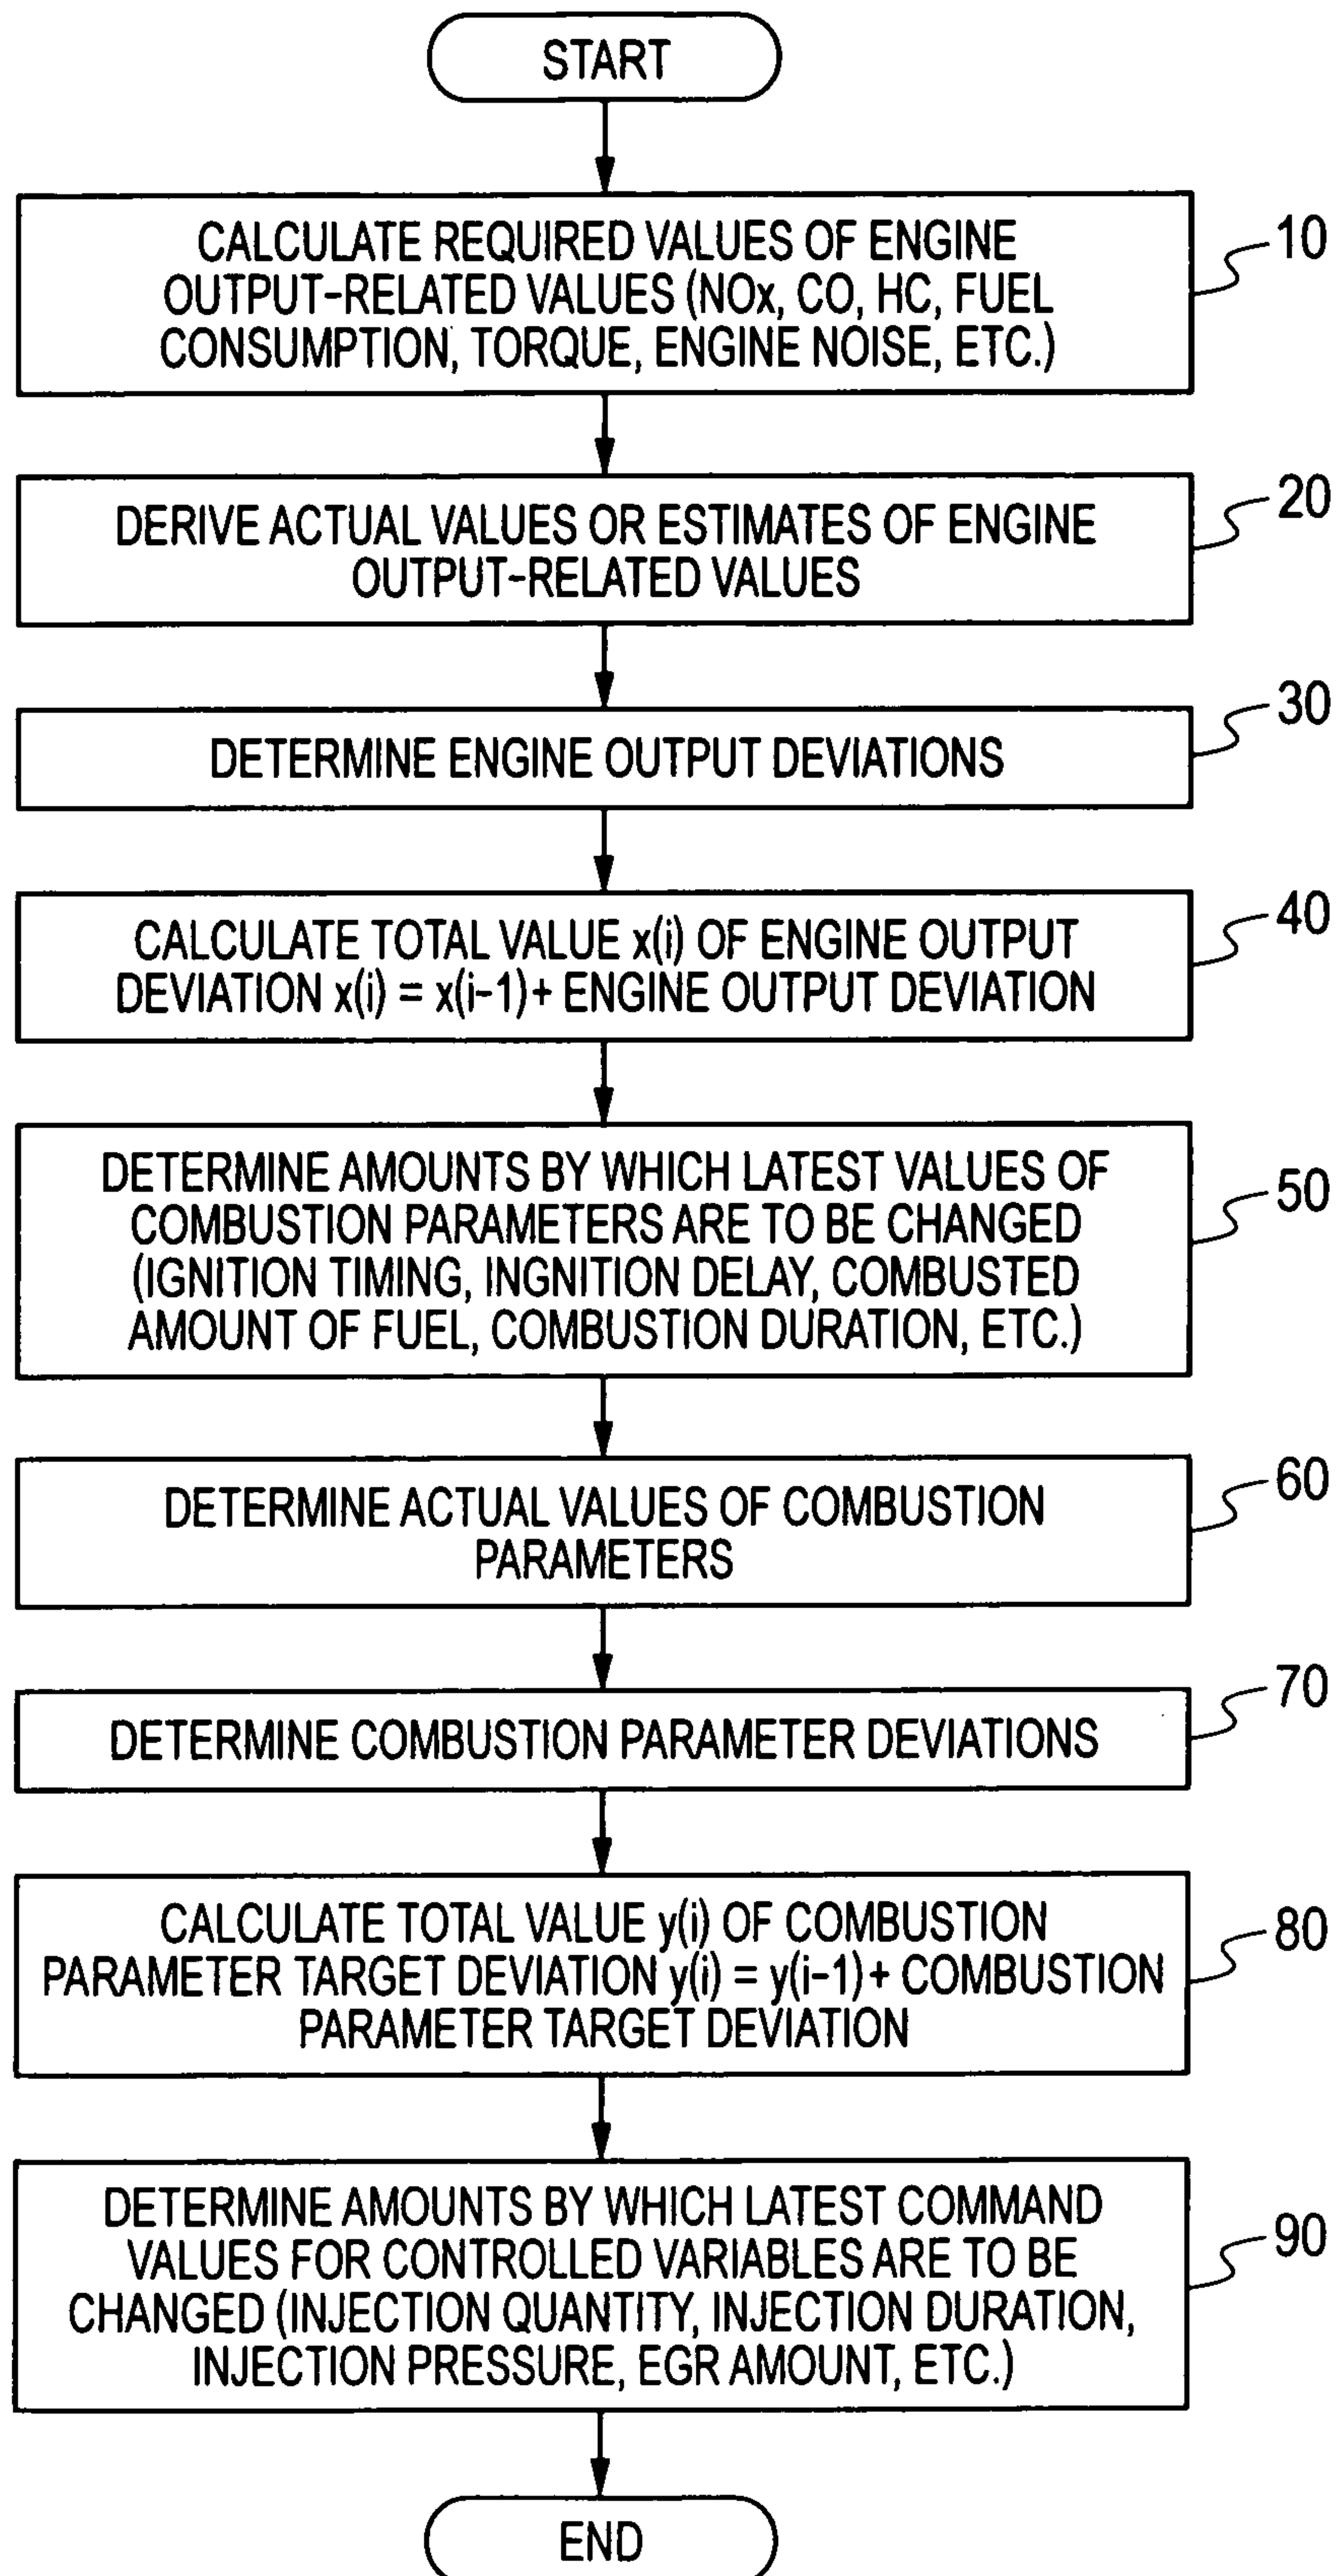 START
CALCULATE REQUIRED VALUES OF ENGINE
OUTPUT-RELATED VALUES (NOx, CO, HC, FUEL
CONSUMPTION, TORQUE, ENGINE NOISE, ETC.)
10
DERIVE ACTUAL VALUES OR ESTIMATES OF ENGINE
OUTPUT-RELATED VALUES
20
DETERMINE ENGINE OUTPUT DEVIATIONS
30
CALCULATE TOTAL VALUE x(i) OF ENGINE OUTPUT
DEVIATION x(i) = x(i-1)+ ENGINE OUTPUT DEVIATION
40
DETERMINE AMOUNTS BY WHICH LATEST VALUES OF
COMBUSTION PARAMETERS ARE TO BE CHANGED
(IGNITION TIMING, INGNITION DELAY, COMBUSTED
AMOUNT OF FUEL, COMBUSTION DURATION, ETC.)
50
DETERMINE ACTUAL VALUES OF COMBUSTION
PARAMETERS
60
DETERMINE COMBUSTION PARAMETER DEVIATIONS
70
CALCULATE TOTAL VALUE y(i) OF COMBUSTION
PARAMETER TARGET DEVIATION y(i) = y(i-1)+ COMBUSTION
PARAMETER TARGET DEVIATION
80
DETERMINE AMOUNTS BY WHICH LATEST COMMAND
VALUES FOR CONTROLLED VARIABLES ARE TO BE
CHANGED (INJECTION QUANTITY, INJECTION DURATION,
INJECTION PRESSURE, EGR AMOUNT, ETC.)
90
END